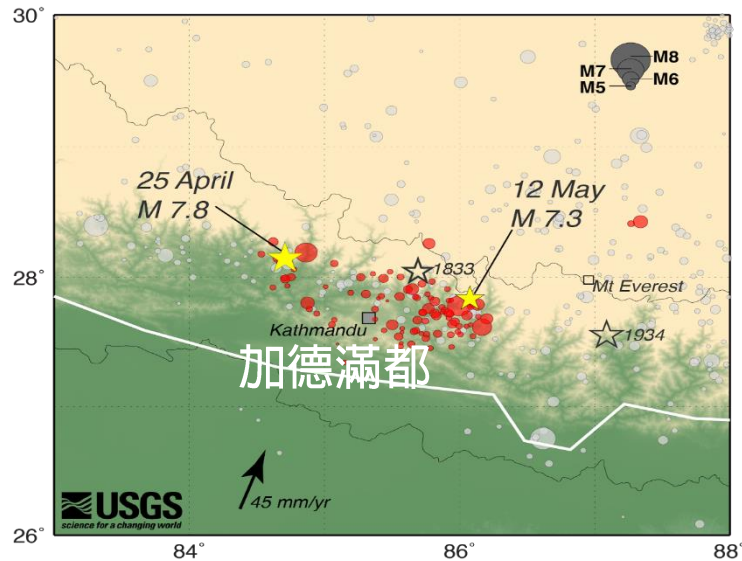 30°
M8
M7
M6
M5
25 April
M 7.8
12 May
M 7.3
28°
1833
Mt Everest
Kathmandu
1934
加德滿都
45 mm/yr
USGS
science for a changing world
26°
84°
86°
88°